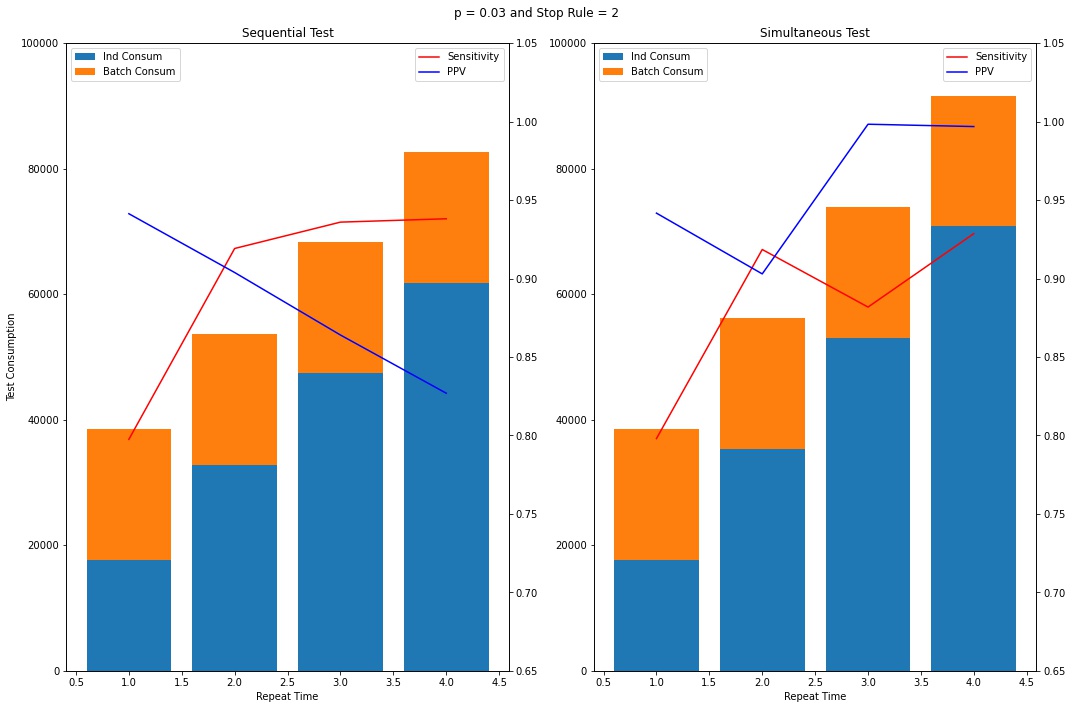 p = 0.03 and Stop Rule = 2
Sequential Test
Ind Consum
Batch Consum
Sensitivity
PPV
100000
80000
60000
40000
20000
0
Test Consumption
1.05
1.00
0.95
0.90
0.85
0.80
0.75
0.70
0.65
0.5 1.0 1.5 2.0 2.5 3.0 3.5 4.0 4.5
Repeat Time
Simultaneous Test
Ind Consum
Batch Consum
Sensitivity
PPV
100000
80000
60000
40000
20000
0
1.05
1.00
0.95
0.90
0.85
0.80
0.75
0.70
0.65
0.5 1.0 1.5 2.0 2.5 3.0 3.5 4.0 4.5
Repeat Time